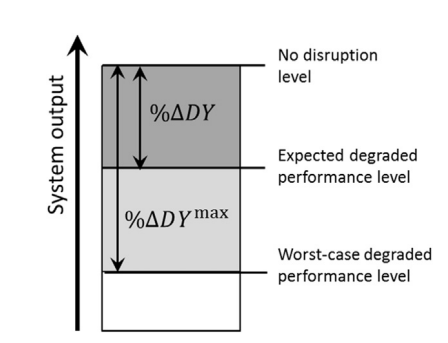 No disruption
level
System output
%ΔDY
Expected degraded
performance level
%ΔDY^max
Worst-case degraded
performance level